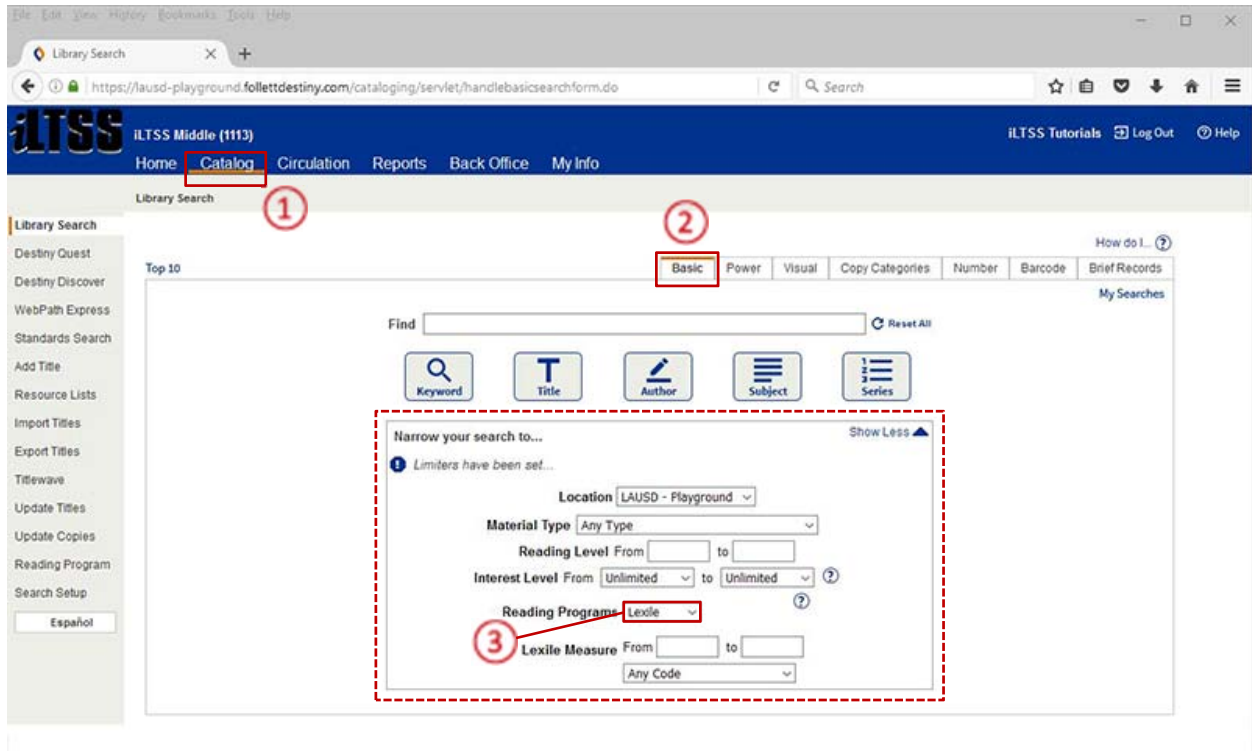 File Edit View History Bookmarks Tools Help
Library Search
https://lausd-playground.follettdestiny.com/cataloging/servlet/handlebasicsearchform.do
Search
iLTSS
iLTSS Middle (1113)
iLTSS Tutorials Log Out Help
Home Catalog Circulation Reports Back Office My Info
Library Search
1
2
Library Search
Destiny Quest
Destiny Discover
WebPath Express
Standards Search
Add Title
Resource Lists
Import Titles
Export Titles
Titlewave
Update Titles
Update Copies
Reading Program
Search Setup
Español
How do I...
Top 10
Basic Power Visual Copy Categories Number Barcode Brief Records
My Searches
Find Reset All
Keyword Title Author Subject Series
Narrow your search to... Show Less
Limiters have been set...
Location LAUSD - Playground
Material Type Any Type
Reading Level From to
Interest Level From Unlimited to Unlimited
Reading Programs Lexile
3
Lexile Measure From to
Any Code